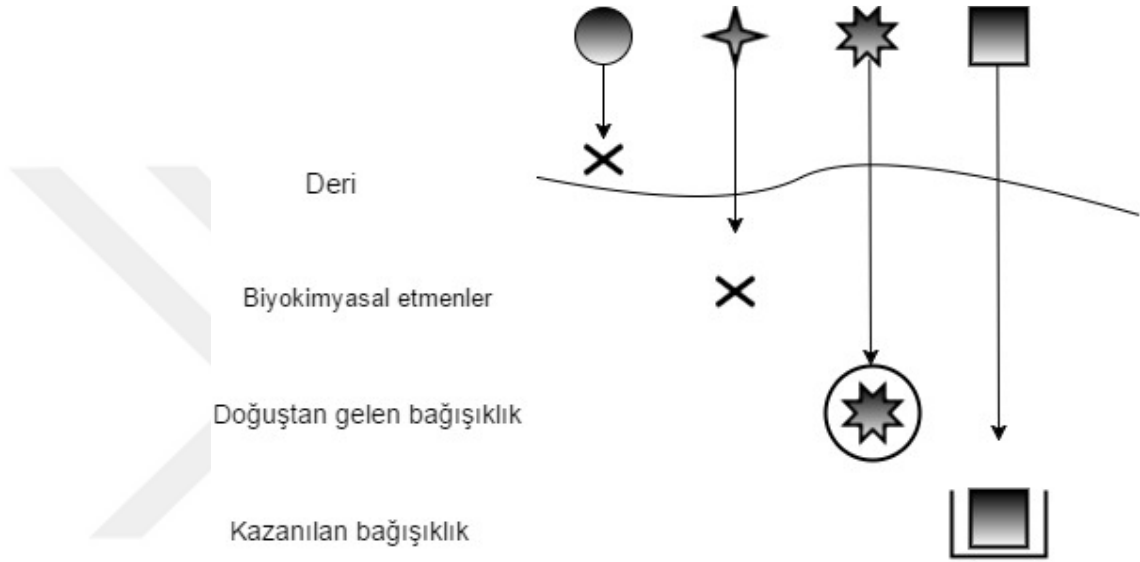 Deri
Biyokimyasal etmenler
Doğuştan gelen bağışıklık
Kazanılan bağışıklık